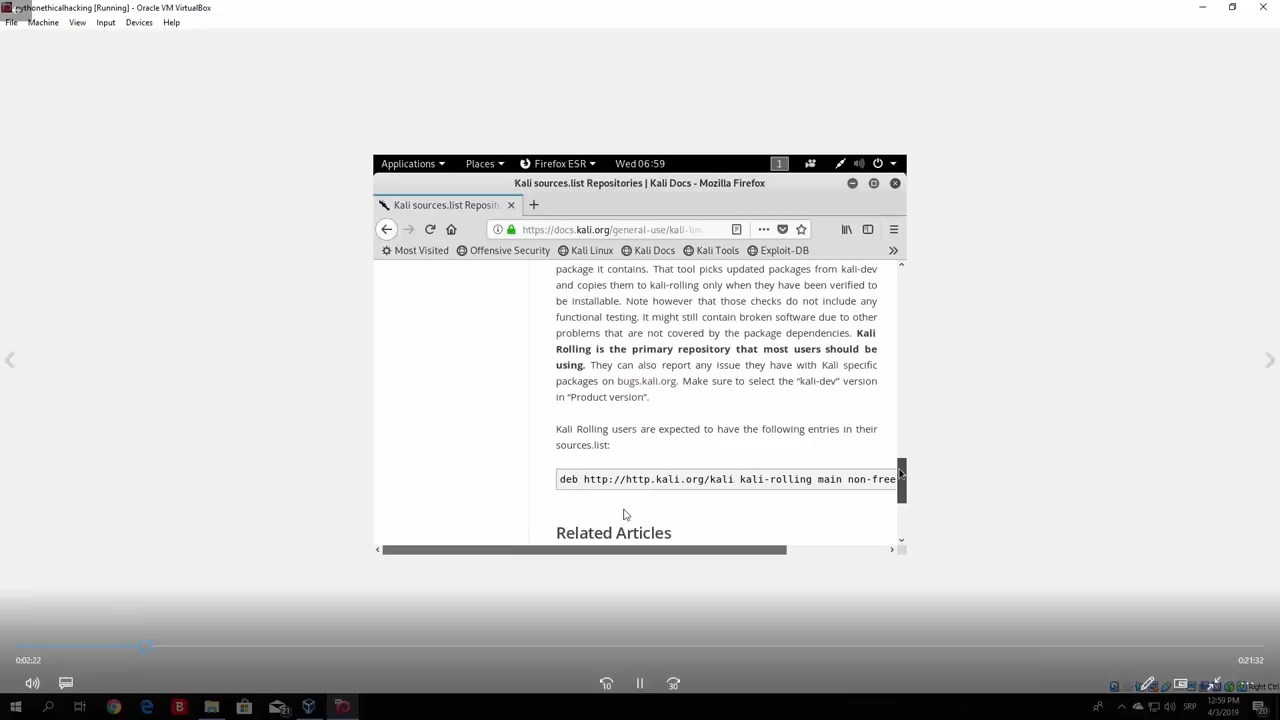 pythonethicalhacking [Running] - Oracle VM VirtualBox
File Machine View Input Devices Help
Applications Places Firefox ESR Wed 06:59 1
Kali sources.list Repositories | Kali Docs - Mozilla Firefox
Kali sources.list Reposit
https://docs.kali.org/general-use/kali-lin
Most Visited Offensive Security Kali Linux Kali Docs Kali Tools Exploit-DB
package it contains. That tool picks updated packages from kali-dev
and copies them to kali-rolling only when they have been verified to
be installable. Note however that those checks do not include any
functional testing. It might still contain broken software due to other
problems that are not covered by the package dependencies. Kali
Rolling is the primary repository that most users should be
using. They can also report any issue they have with Kali specific
packages on bugs.kali.org. Make sure to select the “kali-dev” version
in “Product version”.
Kali Rolling users are expected to have the following entries in their
sources.list:
deb http://http.kali.org/kali kali-rolling main non-free
Related Articles
0:02:22 0:21:32
10 30
Right Ctrl
SRP 12:59 PM
4/3/2019 20